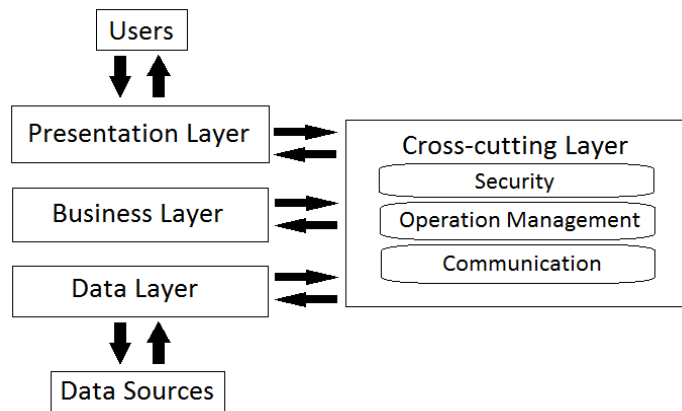 Users
Presentation Layer
Cross-cutting Layer
Security
Business Layer
Operation Management
Communication
Data Layer
Data Sources